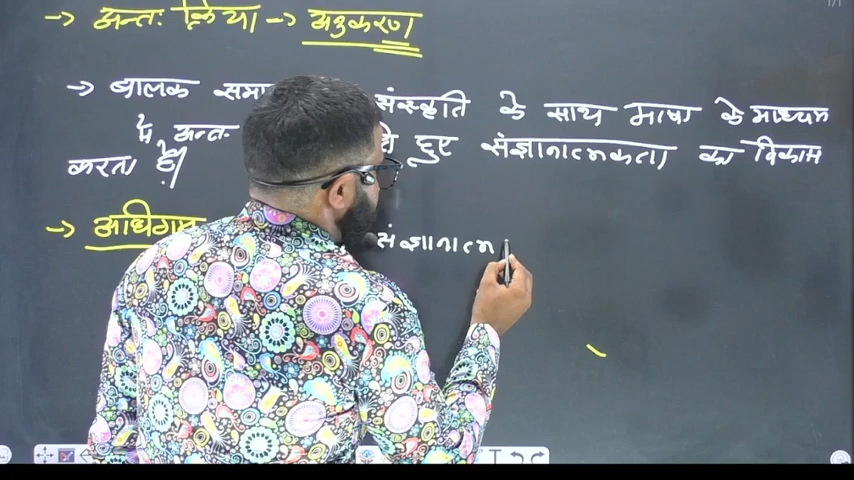 → अन्तः क्रिया → अनुकरण
→ बालक समा संस्कृति के साथ भाषा के माध्यम
से अन्त हुए संज्ञानात्मकता का विकास
करता है।
→ अधिगम संज्ञानात्म